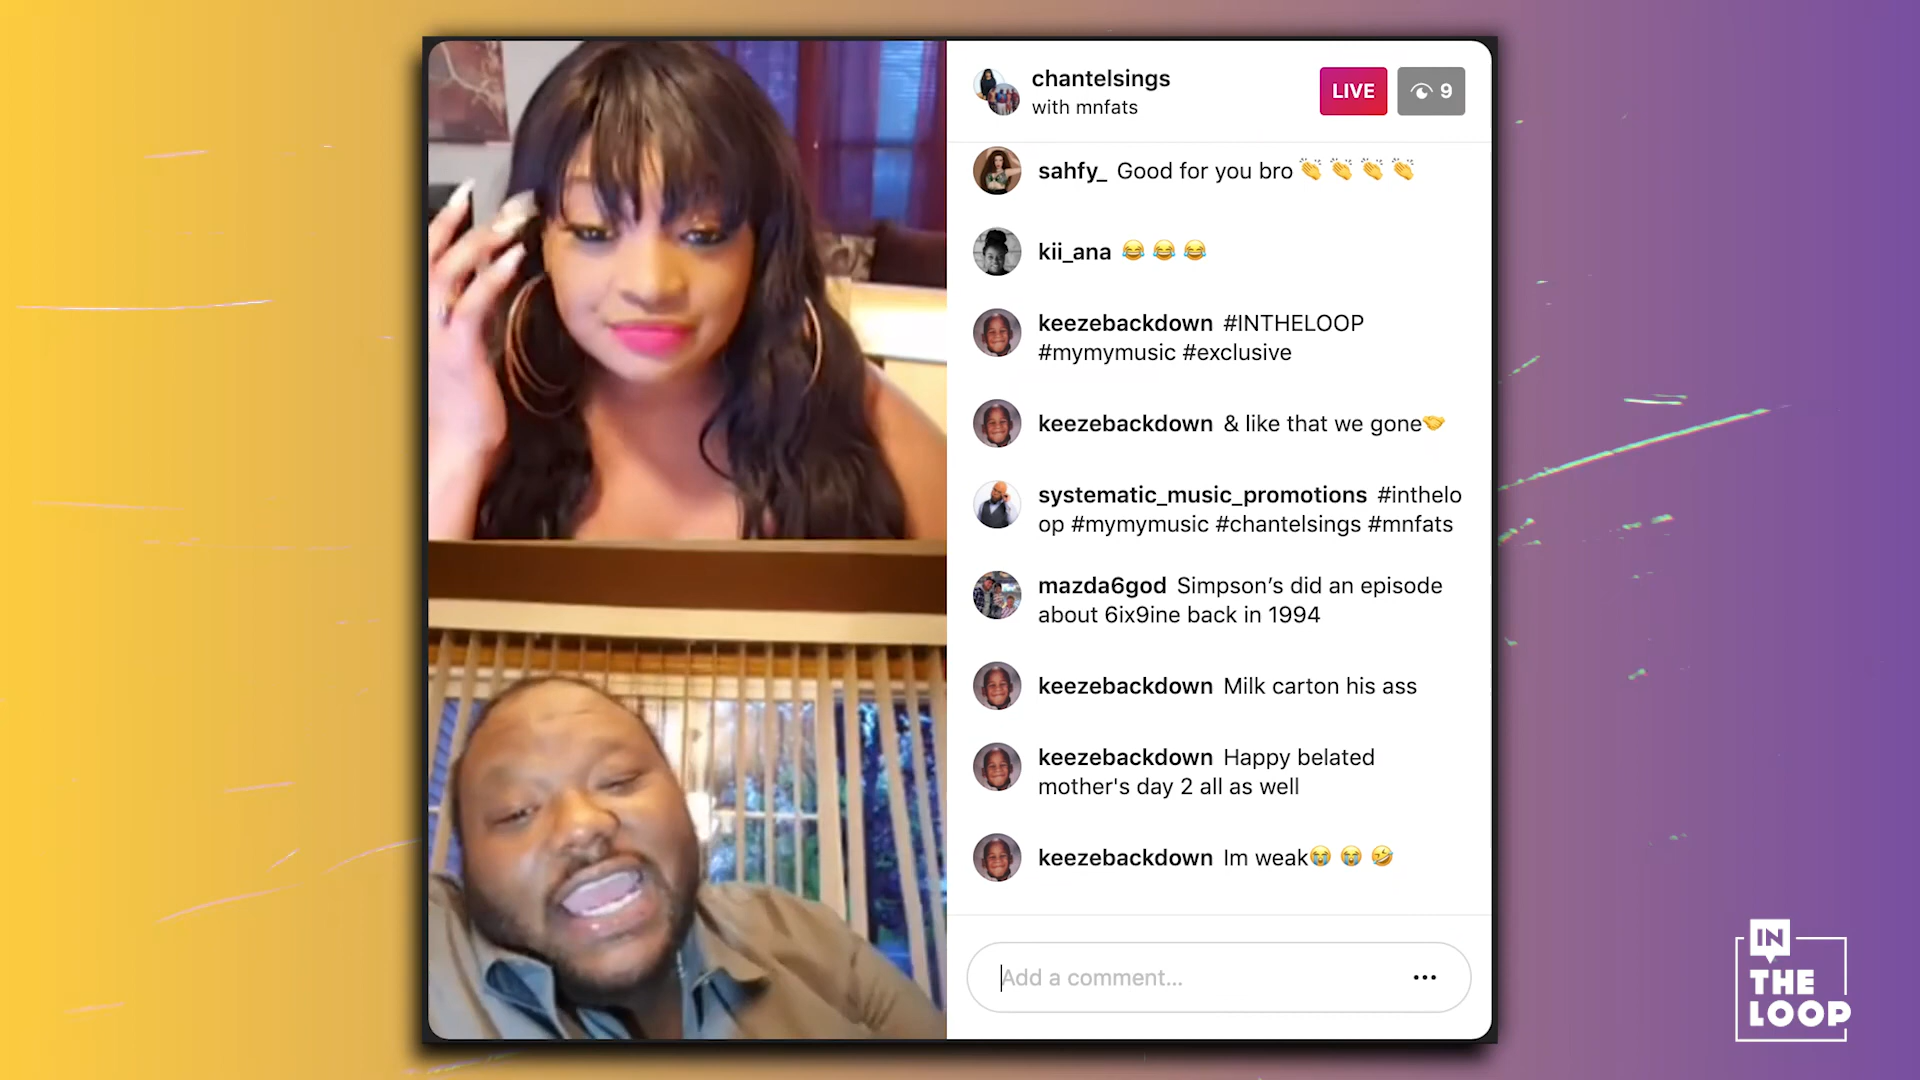 chantelsings
with mnfats
LIVE
9
sahfy_ Good for you bro 👏 👏 👏 👏
kii_ana 😂 😂 😂
keezebackdown #INTHELOOP
#mymymusic #exclusive
keezebackdown & like that we gone🤝
systematic_music_promotions #inthelo
op #mymymusic #chantelsings #mnfats
mazda6god Simpson’s did an episode
about 6ix9ine back in 1994
keezebackdown Milk carton his ass
keezebackdown Happy belated
mother's day 2 all as well
keezebackdown Im weak😭 😭 🤣
Add a comment...
IN
THE
LOOP